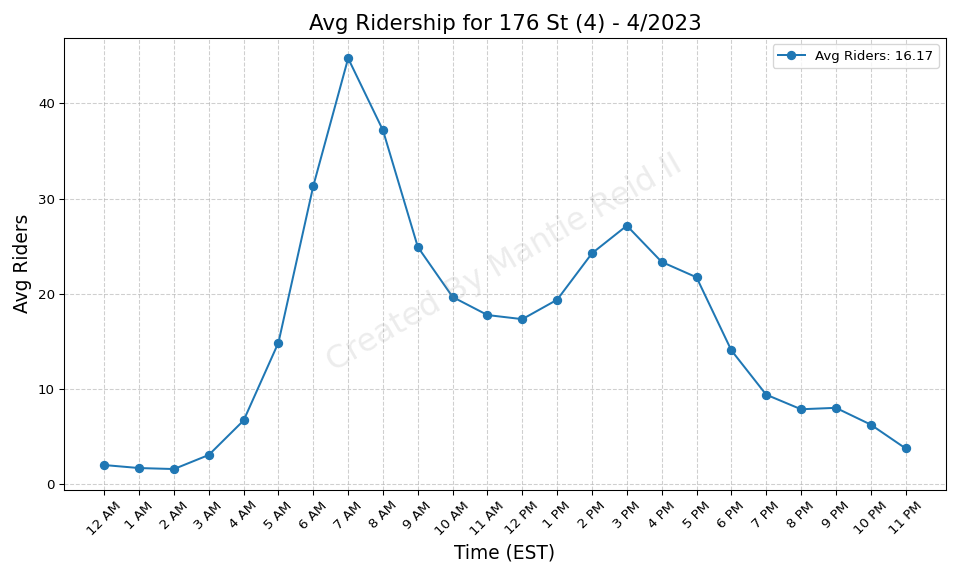 Avg Ridership for 176 St (4) - 4/2023
Avg Riders: 16.17
Avg Riders
40
30
20
10
0
Created By Mantie Reid II
12 AM
1 AM
2 AM
3 AM
4 AM
5 AM
6 AM
7 AM
8 AM
9 AM
10 AM
11 AM
12 PM
1 PM
2 PM
3 PM
4 PM
5 PM
6 PM
7 PM
8 PM
9 PM
10 PM
11 PM
Time (EST)